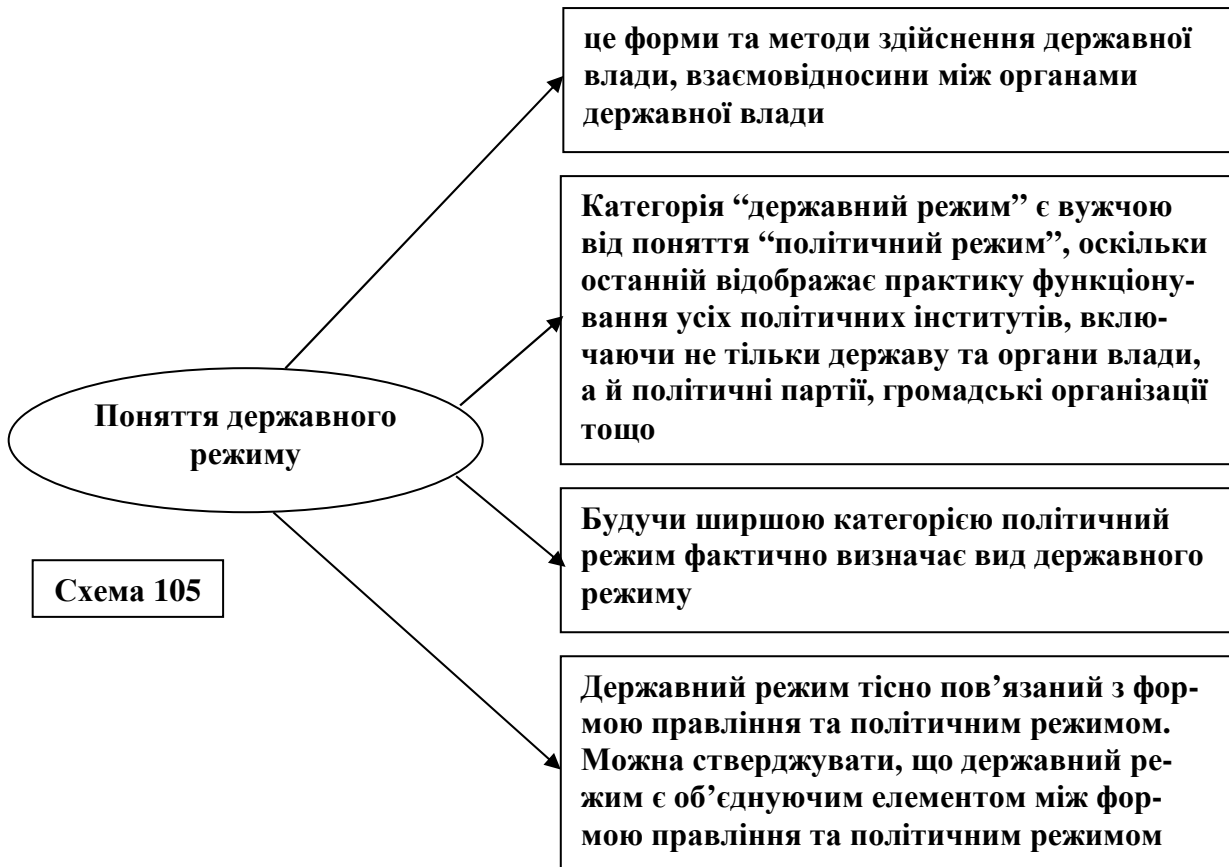 це форми та методи здійснення державної
влади, взаємовідносини між органами
державної влади
Категорія “державний режим” є вужчою
від поняття “політичний режим”, оскільки
останній відображає практику функціону-
вання усіх політичних інститутів, вклю-
чаючи не тільки державу та органи влади,
а й політичні партії, громадські організації
тощо
Поняття державного
режиму
Будучи ширшою категорією політичний
режим фактично визначає вид державного
режиму
Схема 105
Державний режим тісно пов’язаний з фор-
мою правління та політичним режимом.
Можна стверджувати, що державний ре-
жим є об’єднуючим елементом між фор-
мою правління та політичним режимом